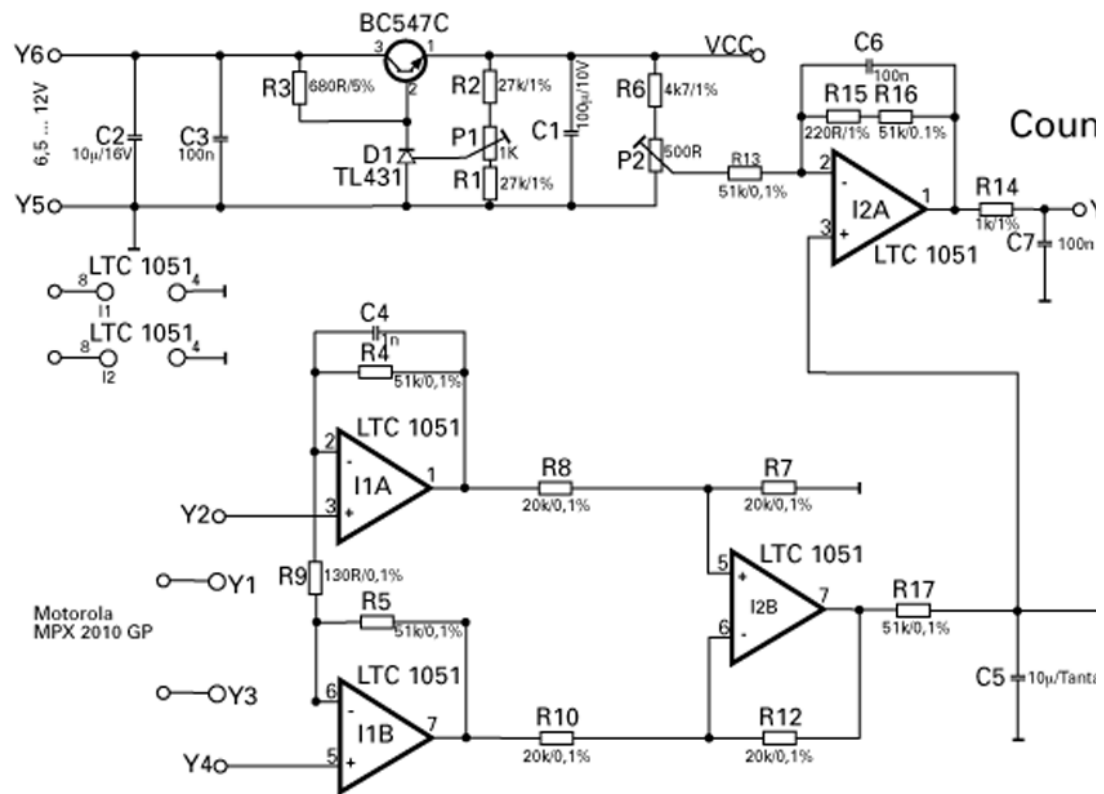 BC547C
Y6
3
1
VCC
2
6,5 ... 12V
C2
10µ/16V
C3
100n
R3
680R/5%
D1
TL431
R2
27k/1%
P1
1K
R1
27k/1%
C1
100µ/10V
R6
4k7/1%
P2
500R
R13
51k/0,1%
C6
100n
R15
R16
220R/1%
51k/0.1%
Coun
2
-
I2A
1
3
+
LTC 1051
R14
1k/1%
Y
C7
100n
Y5
LTC 1051
8
4
I1
LTC 1051
8
4
I2
C4
1n
R4
51k/0,1%
LTC 1051
2
-
I1A
1
3
+
Y2
R8
20k/0,1%
R7
20k/0,1%
R9
130R/0,1%
Y1
R5
51k/0,1%
Motorola
MPX 2010 GP
LTC 1051
5
+
I2B
7
6
-
R17
51k/0,1%
Y3
LTC 1051
6
-
I1B
7
5
+
Y4
R10
20k/0,1%
R12
20k/0,1%
C5
10µ/Tanta